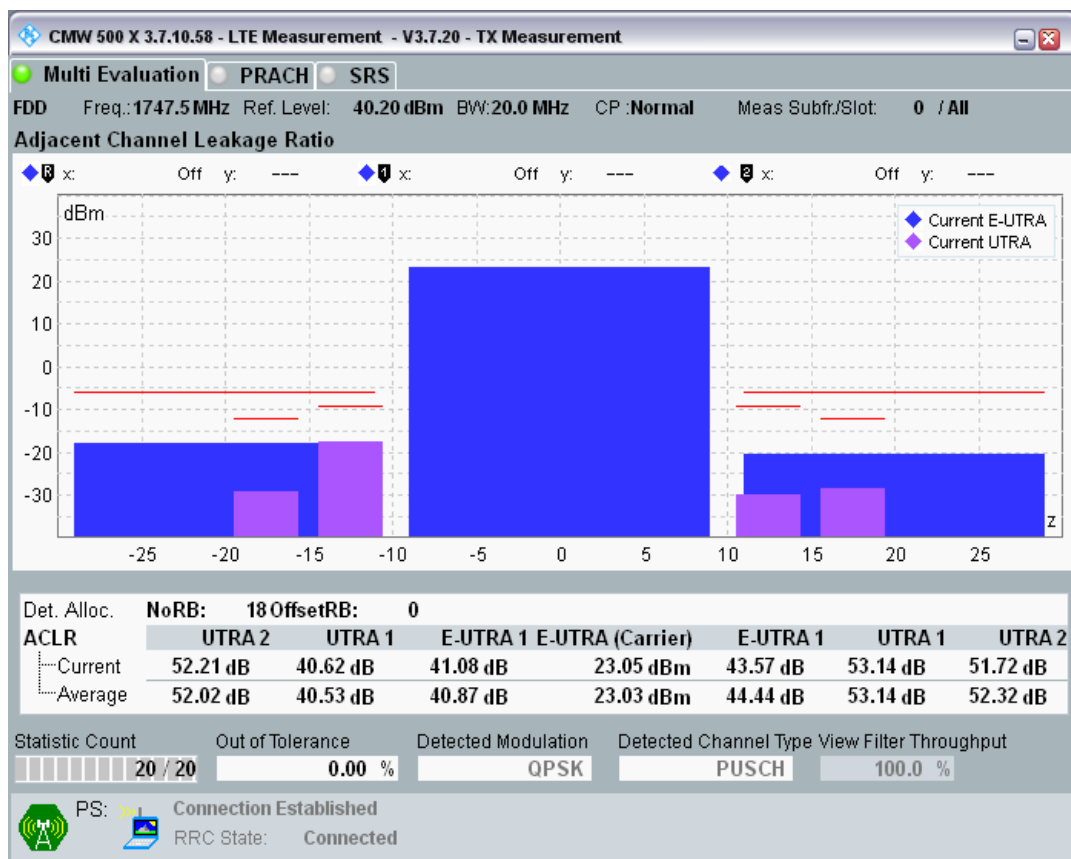 CMW 500 X 3.7.10.58 - LTE Measurement - V3.7.20 - TX Measurement
Multi Evaluation PRACH SRS
FDD Freq.:1747.5 MHz Ref. Level: 40.20 dBm BW:20.0 MHz CP :Normal Meas Subfr./Slot: 0 / All
Adjacent Channel Leakage Ratio
R x: Off y: --- 1 x: Off y: --- 2 x: Off y: ---
dBm
Current E-UTRA
Current UTRA
30
20
10
0
-10
-20
-30
z
-25 -20 -15 -10 -5 0 5 10 15 20 25
Det. Alloc. NoRB: 18 OffsetRB: 0
ACLR UTRA 2 UTRA 1 E-UTRA 1 E-UTRA (Carrier) E-UTRA 1 UTRA 1 UTRA 2
Current 52.21 dB 40.62 dB 41.08 dB 23.05 dBm 43.57 dB 53.14 dB 51.72 dB
Average 52.02 dB 40.53 dB 40.87 dB 23.03 dBm 44.44 dB 53.14 dB 52.32 dB
Statistic Count Out of Tolerance Detected Modulation Detected Channel Type View Filter Throughput
20 / 20 0.00 % QPSK PUSCH 100.0 %
PS: Connection Established
RRC State: Connected